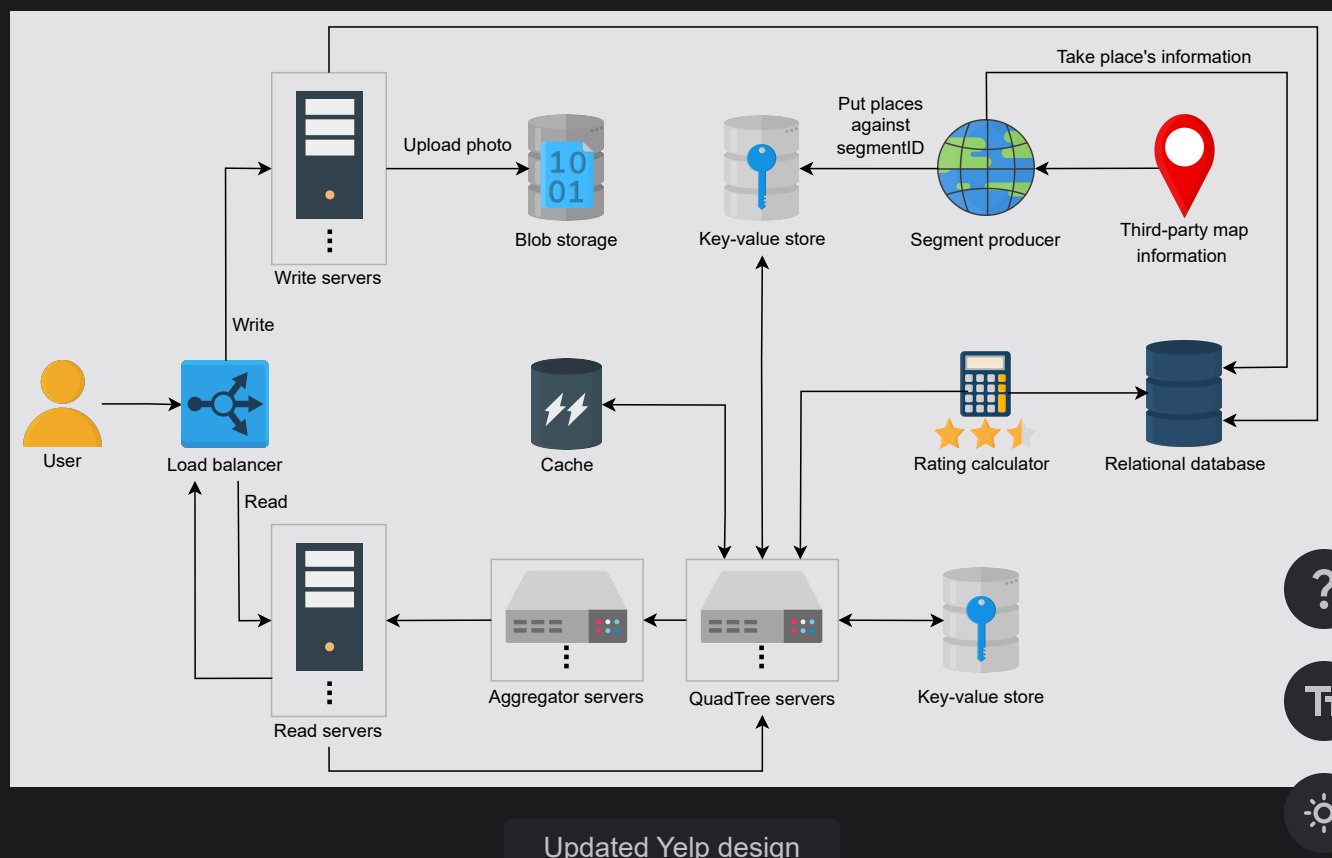 Take place's information
Put places
against
segmentID
Upload photo
10
01
Blob storage
Key-value store
Segment producer
Third-party map
information
Write servers
Write
User
Load balancer
Cache
Rating calculator
Relational database
Read
Aggregator servers
QuadTree servers
Key-value store
Read servers
?
Tt
Updated Yelp design